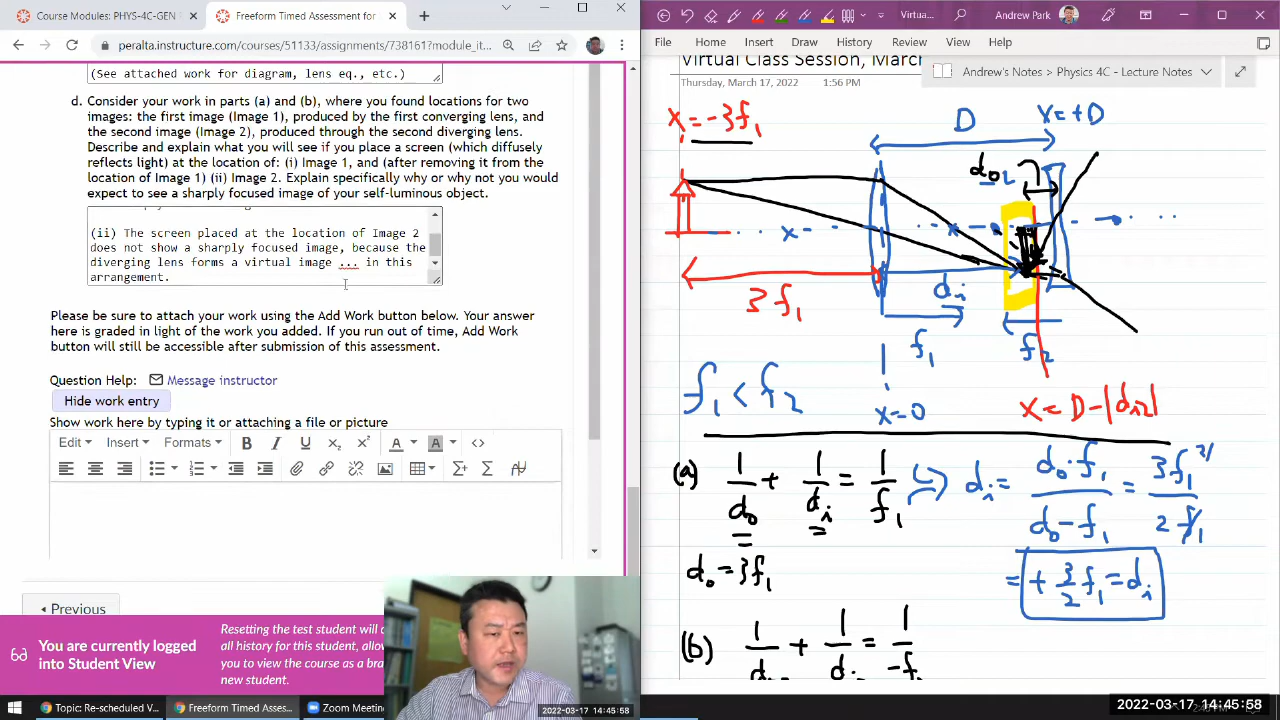 Course Modules: PHYS-4C-GEN
Freeform Timed Assessment for
peraltanstructure.com/courses/51133/assignments/738161?module_it...
(See attached work for diagram, lens eq., etc.)
d. Consider your work in parts (a) and (b), where you found locations for two
images: the first image (Image 1), produced by the first converging lens, and
the second image (Image 2), produced through the second diverging lens.
Describe and explain what you will see if you place a screen (which diffusely
reflects light) at the location of: (i) Image 1, and (after removing it from the
location of Image 1) (ii) Image 2. Explain specifically why or why not you would
expect to see a sharply focused image of your self-luminous object.
(ii) The screen placed at the location of Image 2
does not show a sharply focused image, because the
diverging lens forms a virtual image ... in this
arrangement.
Please be sure to attach your work using the Add Work button below. Your answer
here is graded in light of the work you added. If you run out of time, Add Work
button will still be accessible after submission of this assessment.
Question Help: Message instructor
Hide work entry
Show work here by typing it or attaching a file or picture
Edit Insert Formats B I U X₂ X² A A <>
Previous
You are currently logged
into Student View
Resetting the test student will c
all history for this student, allow
you to view the course as a bra
new student.
Topic: Re-scheduled V...
Freeform Timed Asses...
Zoom Meeting
2022-03-17 14:45:58
Virtua...
Andrew Park
File Home Insert Draw History Review View Help
Virtual Class Session, March
Thursday, March 17, 2022 1:56 PM
Andrew's Notes > Physics 4C Lecture Notes
x = -3f₁
D
x = +D
d₀₂
3f₁
dᵢ
f₁
f₂
f₁ < f₂
x=0
x = D - |dᵢ₂|
(a) 1/d₀ + 1/dᵢ = 1/f₁ ↪ dᵢ = d₀·f₁/(d₀-f₁) = 3f₁²/2f₁
d₀ = 3f₁
= + 3/2 f₁ = dᵢ
(b) 1/d₀ + 1/dᵢ = 1/-f
2022-03-17 14:45:58